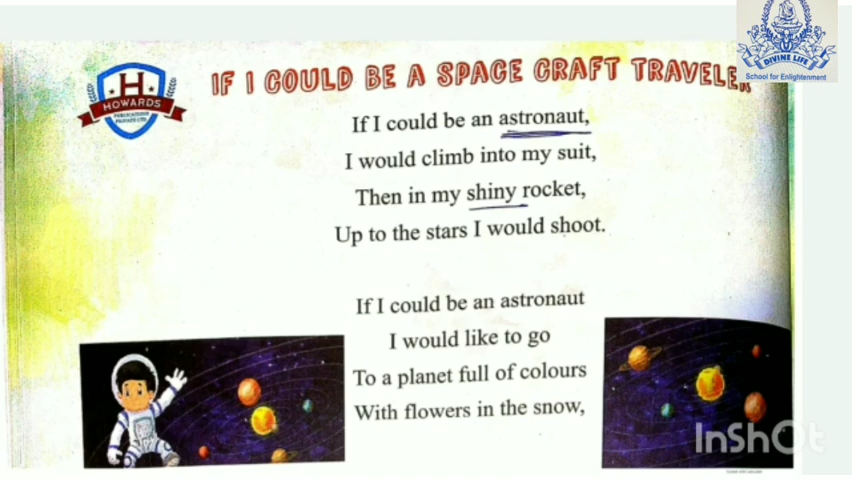 DIVINE LIFE
School for Enlightenment
H
HOWARDS
PUBLICATIONS
PRIVATE LTD
IF I COULD BE A SPACE CRAFT TRAVELER
If I could be an astronaut,
I would climb into my suit,
Then in my shiny rocket,
Up to the stars I would shoot.
If I could be an astronaut
I would like to go
To a planet full of colours
With flowers in the snow,
InShOt